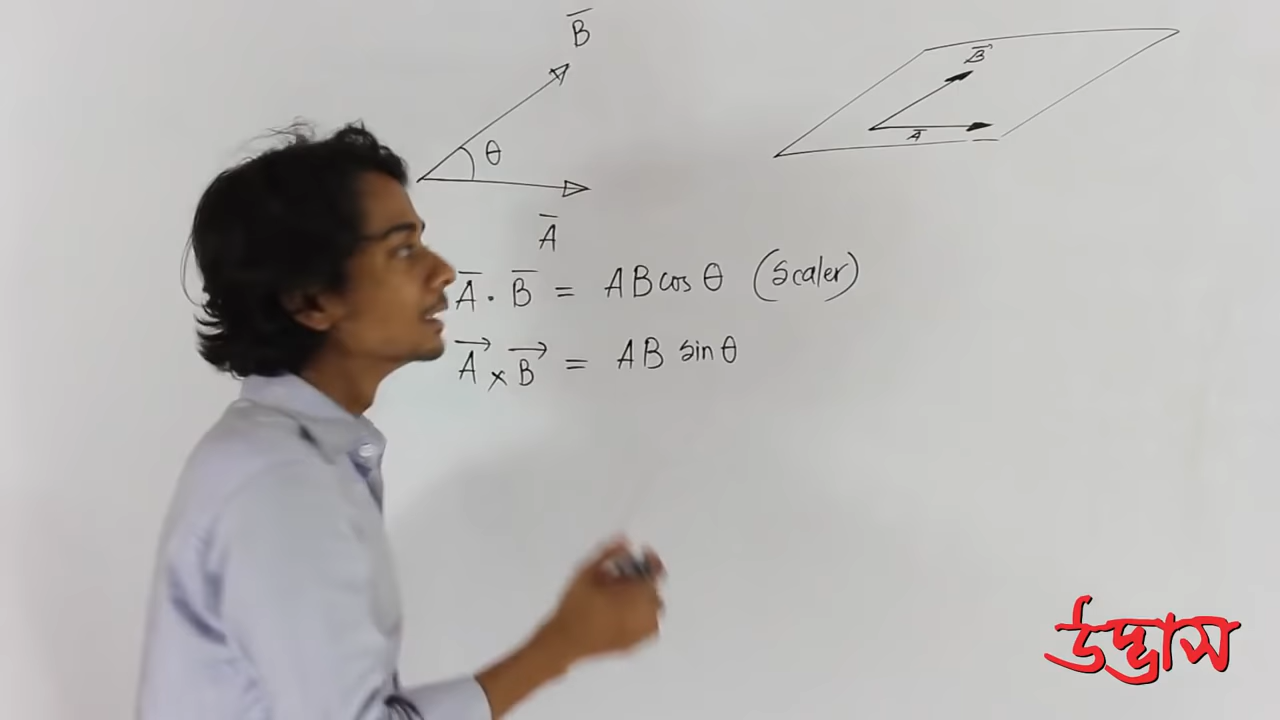 B̅
θ
A̅
B̅
A̅
A̅ · B̅ = AB cos θ (Scaler)
A⃗ × B⃗ = AB sin θ
উদ্ভাস